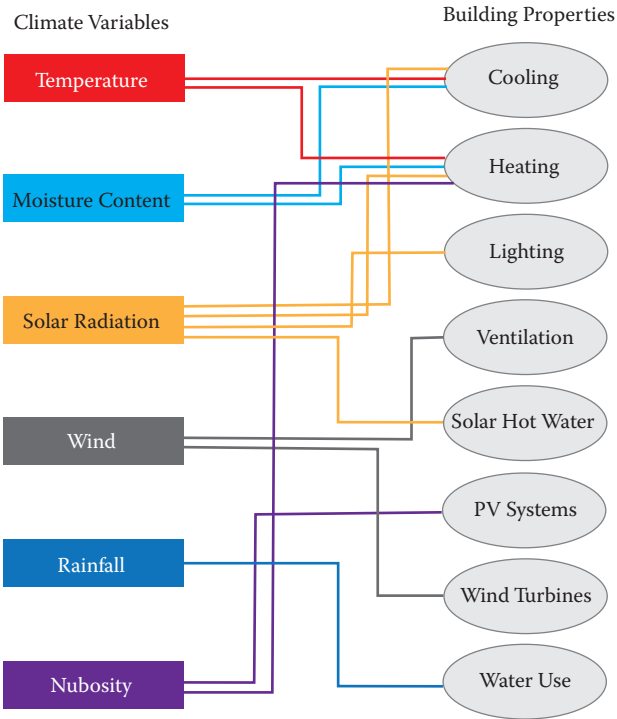 Climate Variables
Building Properties
Temperature
Moisture Content
Solar Radiation
Wind
Rainfall
Nubosity
Cooling
Heating
Lighting
Ventilation
Solar Hot Water
PV Systems
Wind Turbines
Water Use